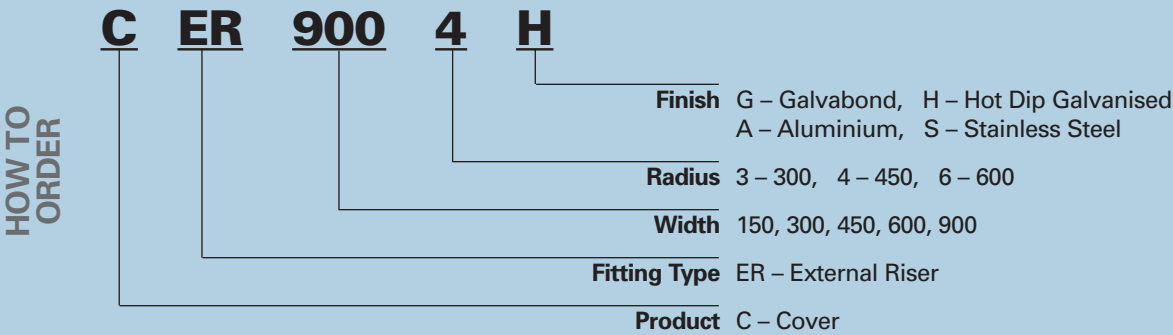 C ER 900 4 H
HOW TO
ORDER
Finish G – Galvabond, H – Hot Dip Galvanised
A – Aluminium, S – Stainless Steel
Radius 3 – 300, 4 – 450, 6 – 600
Width 150, 300, 450, 600, 900
Fitting Type ER – External Riser
Product C – Cover